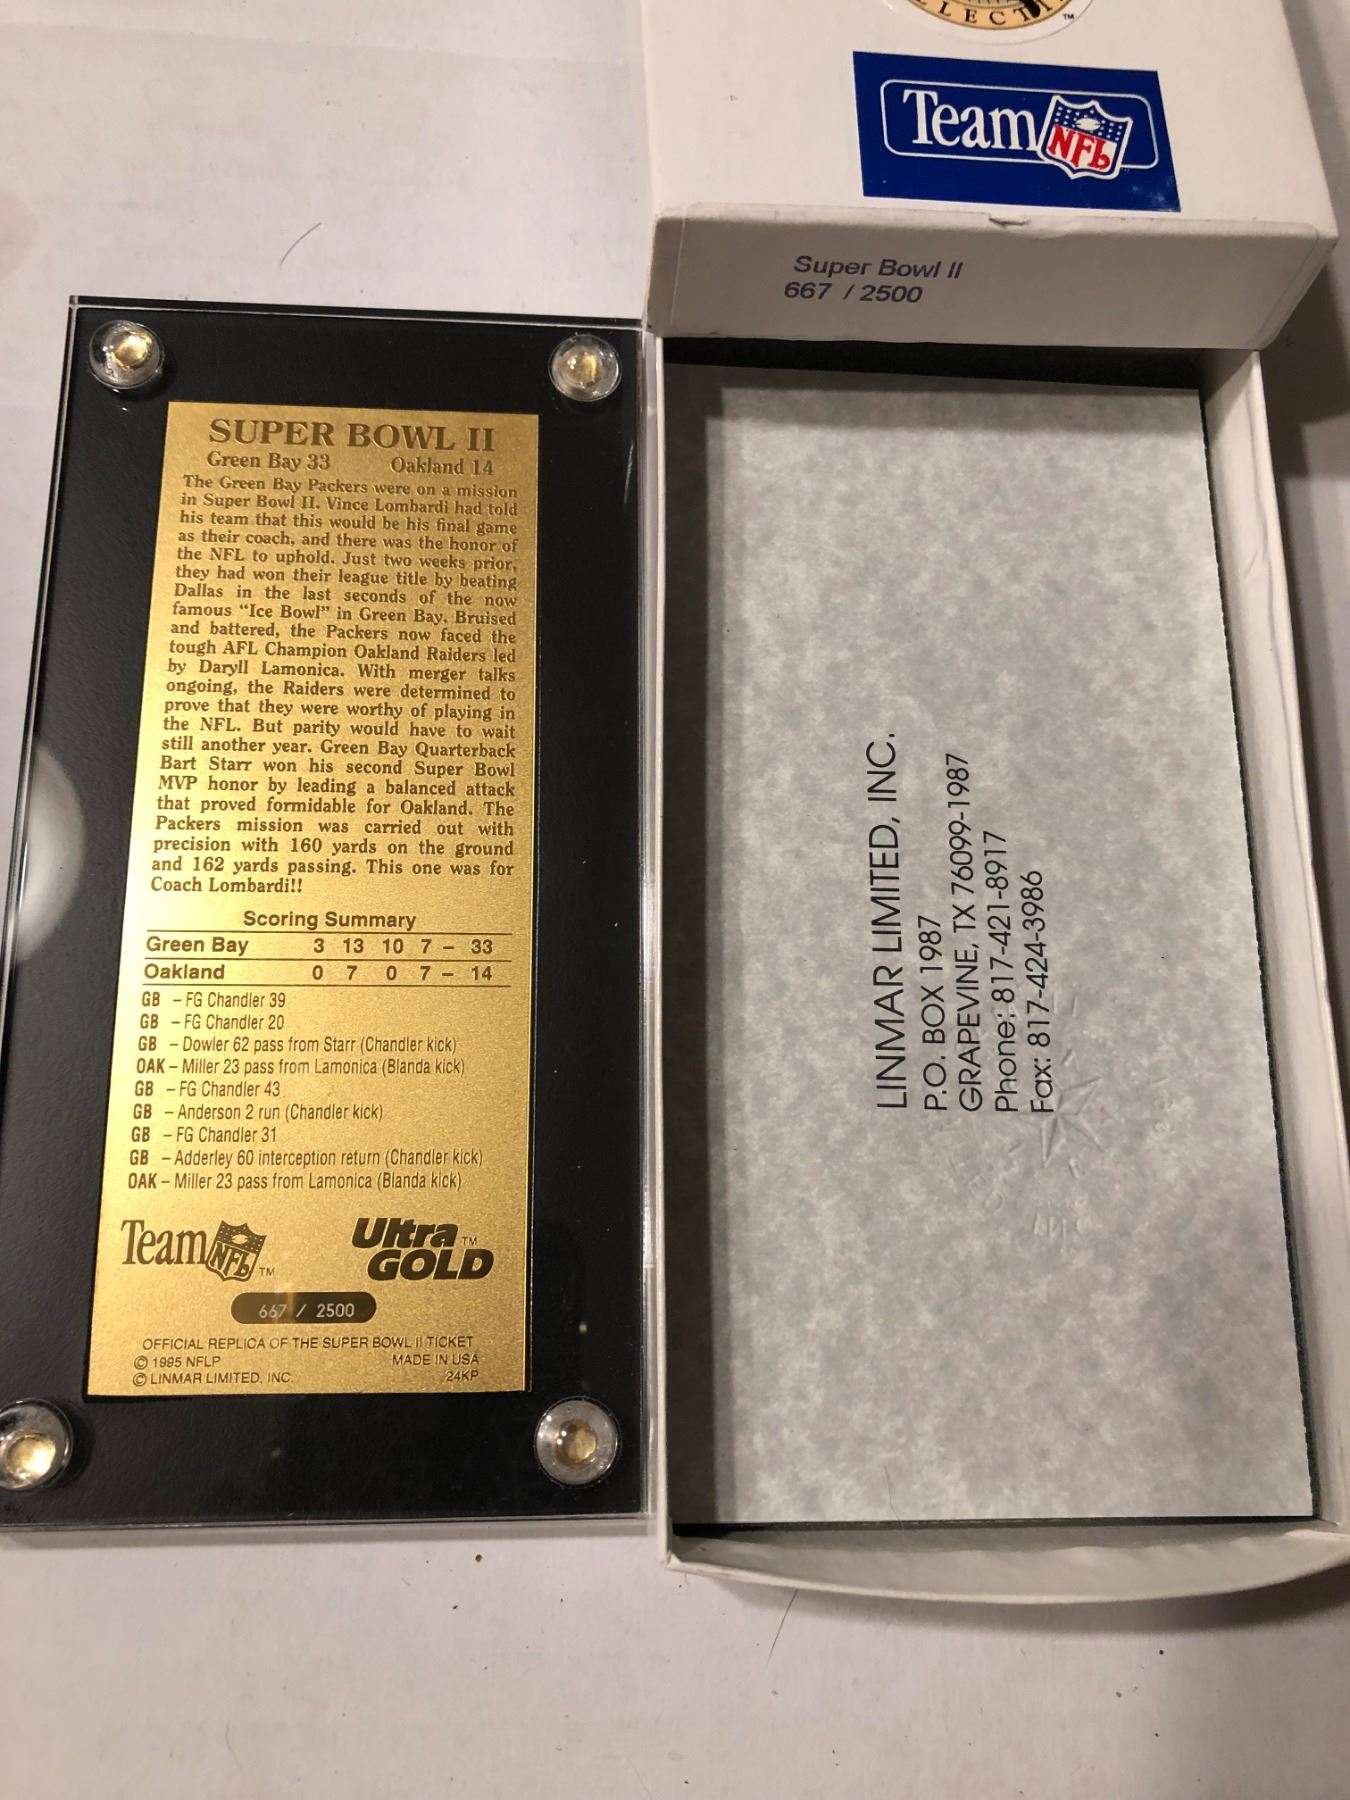 LECTI
TM
Team NFL
Super Bowl II
667 / 2500
SUPER BOWL II
Green Bay 33 Oakland 14
The Green Bay Packers were on a mission
in Super Bowl II. Vince Lombardi had told
his team that this would be his final game
as their coach, and there was the honor of
the NFL to uphold. Just two weeks prior,
they had won their league title by beating
Dallas in the last seconds of the now
famous “Ice Bowl” in Green Bay. Bruised
and battered, the Packers now faced the
tough AFL Champion Oakland Raiders led
by Daryll Lamonica. With merger talks
ongoing, the Raiders were determined to
prove that they were worthy of playing in
the NFL. But parity would have to wait
still another year. Green Bay Quarterback
Bart Starr won his second Super Bowl
MVP honor by leading a balanced attack
that proved formidable for Oakland. The
Packers mission was carried out with
precision with 160 yards on the ground
and 162 yards passing. This one was for
Coach Lombardi!!
Scoring Summary
Green Bay 3 13 10 7 – 33
Oakland 0 7 0 7 – 14
GB – FG Chandler 39
GB – FG Chandler 20
GB – Dowler 62 pass from Starr (Chandler kick)
OAK – Miller 23 pass from Lamonica (Blanda kick)
GB – FG Chandler 43
GB – Anderson 2 run (Chandler kick)
GB – FG Chandler 31
GB – Adderley 60 interception return (Chandler kick)
OAK – Miller 23 pass from Lamonica (Blanda kick)
Team NFL TM Ultra GOLD TM
667 / 2500
OFFICIAL REPLICA OF THE SUPER BOWL II TICKET
© 1995 NFLP MADE IN USA
© LINMAR LIMITED, INC. 24KP
LINMAR LIMITED, INC.
P.O. BOX 1987
GRAPEVINE, TX 76099-1987
Phone: 817-421-8917
Fax: 817-424-3986